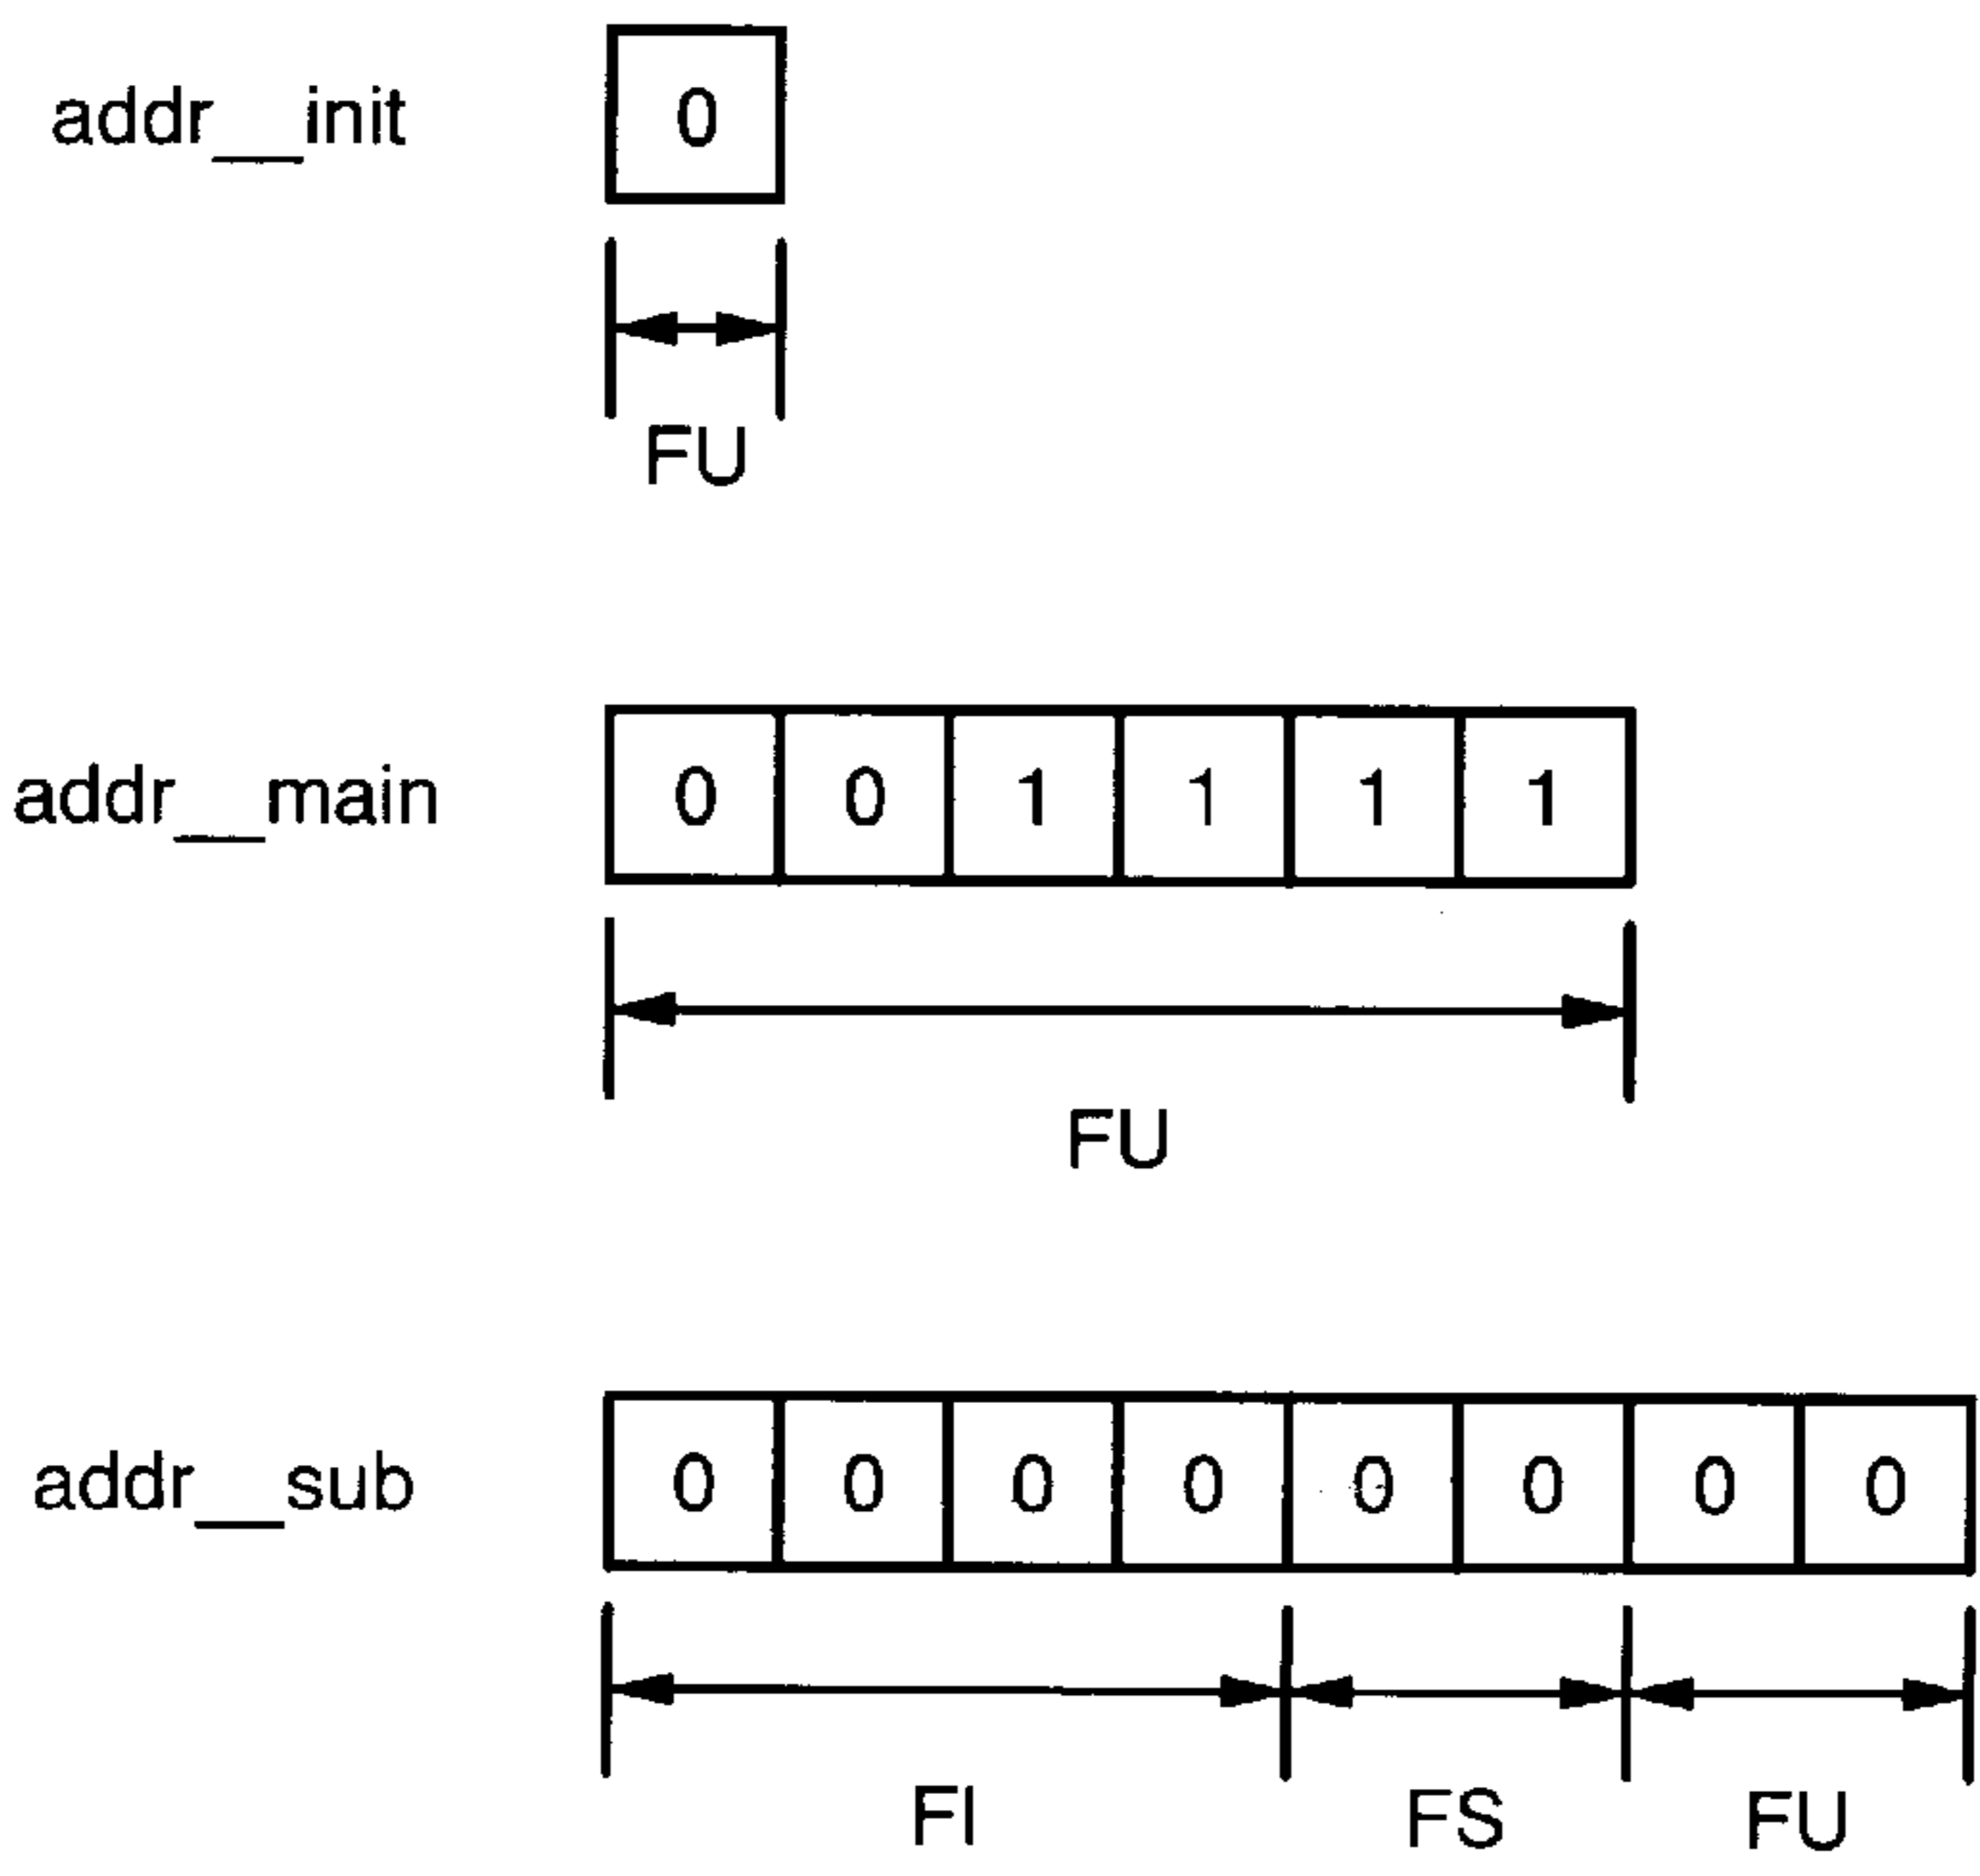 addr__init 0
FU
addr__main 0 0 1 1 1 1
FU
addr__sub 0 0 0 0 0 0 0 0
FI FS FU